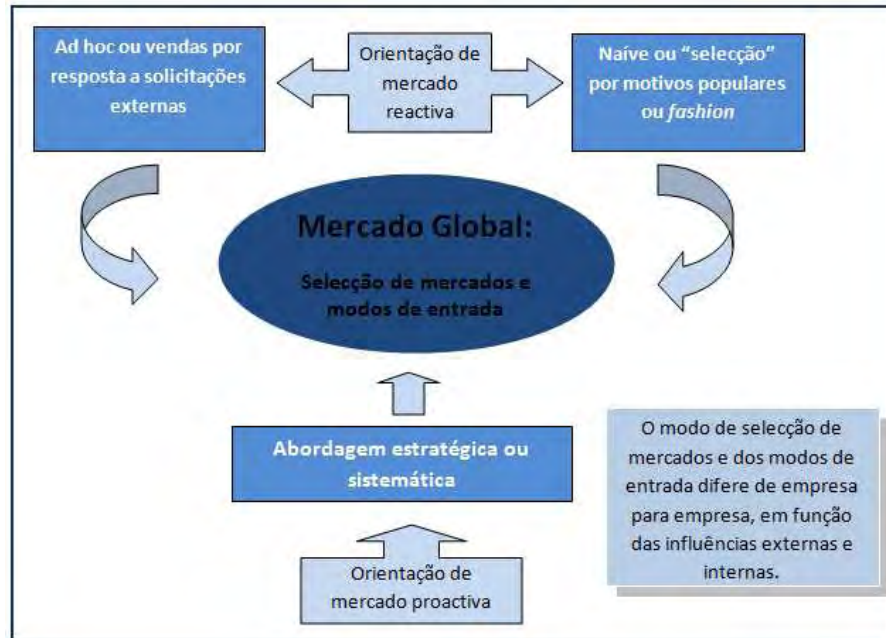 Ad hoc ou vendas por
resposta a solicitações
externas
Orientação de
mercado
reactiva
Naïve ou “selecção”
por motivos populares
ou fashion
Mercado Global:
Selecção de mercados e
modos de entrada
Abordagem estratégica ou
sistemática
Orientação de
mercado proactiva
O modo de selecção de
mercados e dos modos de
entrada difere de empresa
para empresa, em função
das influências externas e
internas.